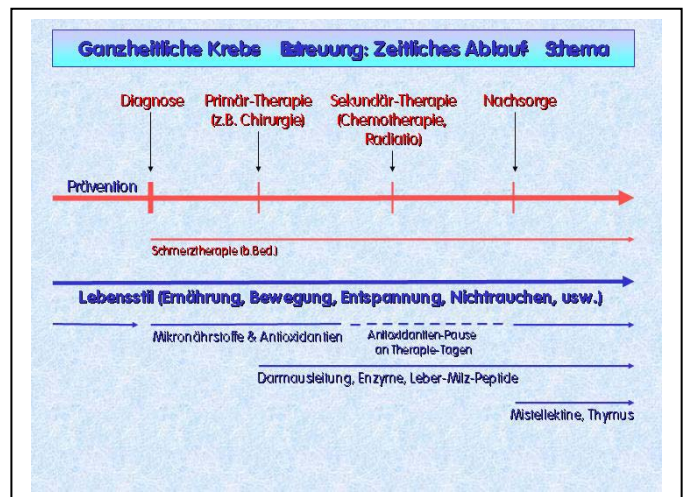 Ganzheitliche Krebs Betreuung: Zeitliches Ablauf- Schema
Diagnose Primär-Therapie Sekundär-Therapie Nachsorge
(z.B. Chirurgie) (Chemotherapie,
Radiatio)
Prävention
Schmerztherapie (b.Bed.)
Lebensstil (Ernährung, Bewegung, Entspannung, Nichtrauchen, usw.)
Mikronährstoffe & Antioxidantien Antioxidantien-Pause
an Therapie-Tagen
Darmausleitung, Enzyme, Leber-Milz-Peptide
Mistellektine, Thymus